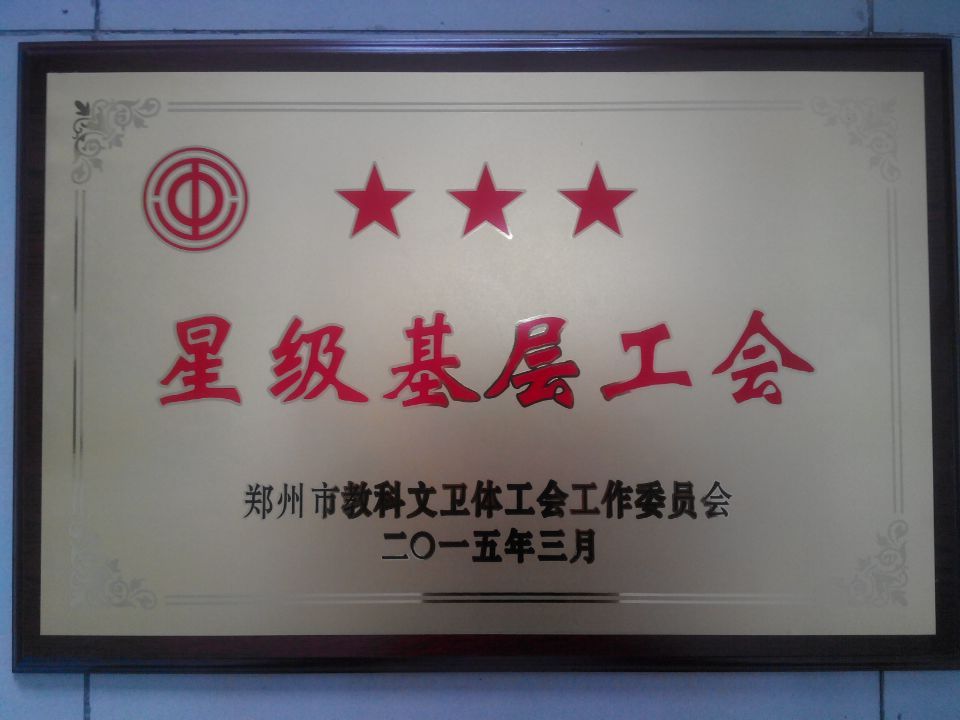 ★★★
星级基层工会
郑州市教科文卫体工会工作委员会
二〇一五年三月